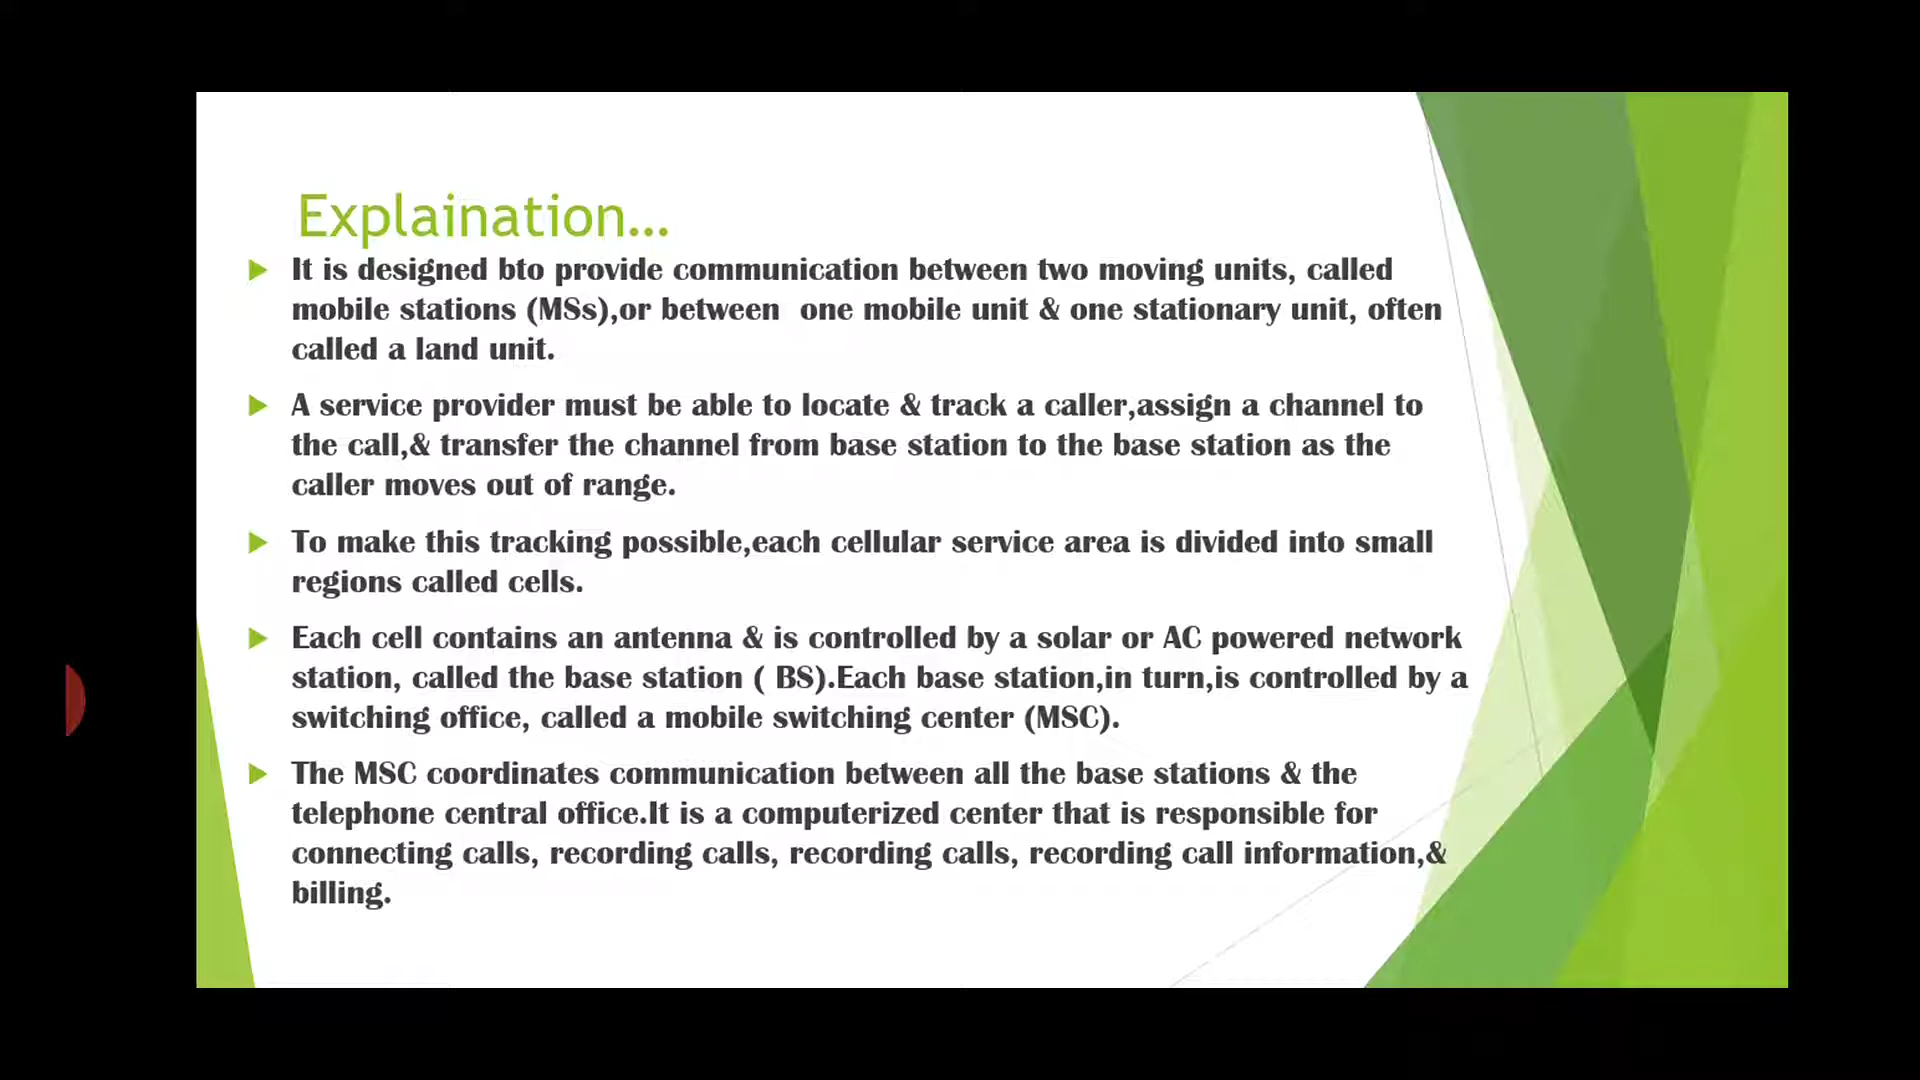 Explaination...
It is designed bto provide communication between two moving units, called
mobile stations (MSs),or between one mobile unit & one stationary unit, often
called a land unit.
A service provider must be able to locate & track a caller,assign a channel to
the call,& transfer the channel from base station to the base station as the
caller moves out of range.
To make this tracking possible,each cellular service area is divided into small
regions called cells.
Each cell contains an antenna & is controlled by a solar or AC powered network
station, called the base station ( BS).Each base station,in turn,is controlled by a
switching office, called a mobile switching center (MSC).
The MSC coordinates communication between all the base stations & the
telephone central office.It is a computerized center that is responsible for
connecting calls, recording calls, recording calls, recording call information,&
billing.